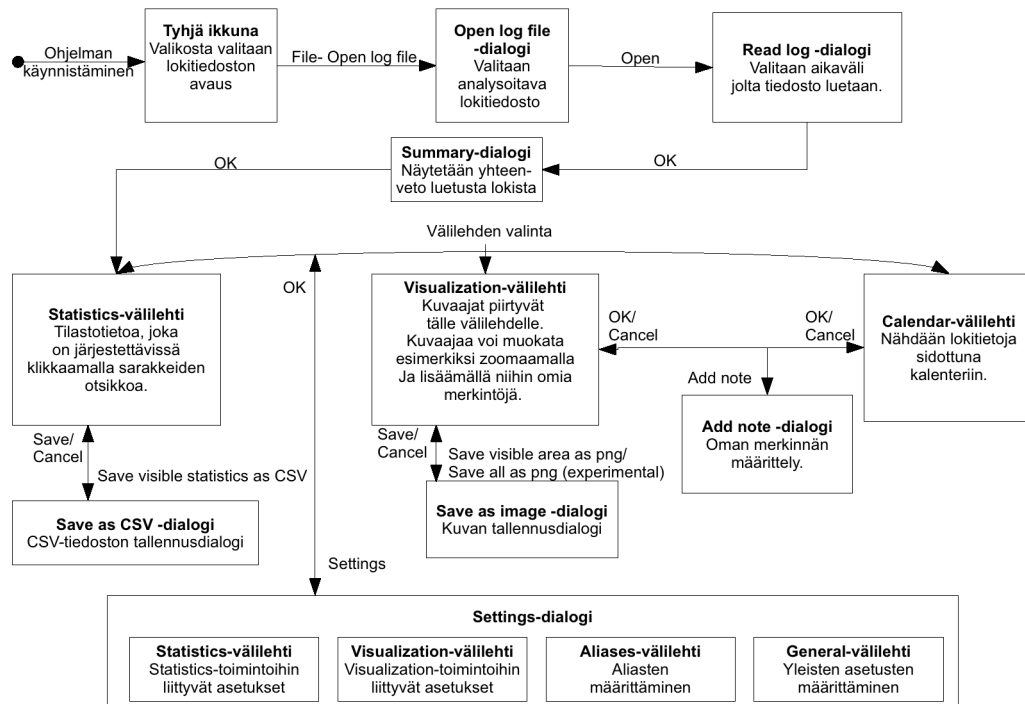 Ohjelman
käynnistäminen
Tyhjä ikkuna
Valikosta valitaan
lokitiedoston
avaus
File- Open log file
Open log file
-dialogi
Valitaan
analysoitava
lokitiedosto
Open
Read log -dialogi
Valitaan aikaväli
jolta tiedosto luetaan.
OK
Summary-dialogi
Näytetään yhteen-
veto luetusta lokista
OK
Välilehden valinta
OK
Statistics-välilehti
Tilastotietoa, joka
on järjestettävissä
klikkaamalla sarakkeiden
otsikkoa.
Visualization-välilehti
Kuvaajat piirtyvät
tälle välilehdelle.
Kuvaajaa voi muokata
esimerkiksi zoomaamalla
Ja lisäämällä niihin omia
merkintöjä.
OK/
Cancel
OK/
Cancel
Calendar-välilehti
Nähdään lokitietoja
sidottuna
kalenteriin.
Add note
Add note -dialogi
Oman merkinnän
määrittely.
Save/
Cancel
Save visible statistics as CSV
Save as CSV -dialogi
CSV-tiedoston tallennusdialogi
Save/
Cancel
Save visible area as png/
Save all as png (experimental)
Save as image -dialogi
Kuvan tallennusdialogi
Settings
Settings-dialogi
Statistics-välilehti
Statistics-toimintoihin
liittyvät asetukset
Visualization-välilehti
Visualization-toimintoihin
liittyvät asetukset
Aliases-välilehti
Aliasten
määrittäminen
General-välilehti
Yleisten asetusten
määrittäminen